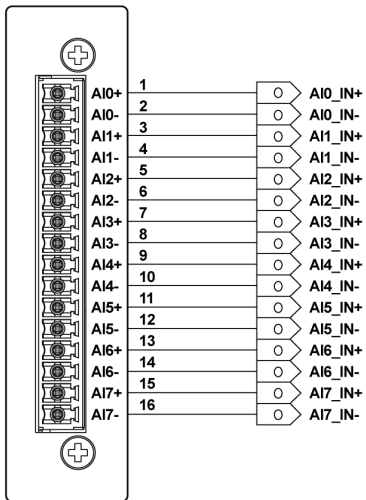 AI0+ 1 AI0_IN+
AI0- 2 AI0_IN-
AI1+ 3 AI1_IN+
AI1- 4 AI1_IN-
AI2+ 5 AI2_IN+
AI2- 6 AI2_IN-
AI3+ 7 AI3_IN+
AI3- 8 AI3_IN-
AI4+ 9 AI4_IN+
AI4- 10 AI4_IN-
AI5+ 11 AI5_IN+
AI5- 12 AI5_IN-
AI6+ 13 AI6_IN+
AI6- 14 AI6_IN-
AI7+ 15 AI7_IN+
AI7- 16 AI7_IN-